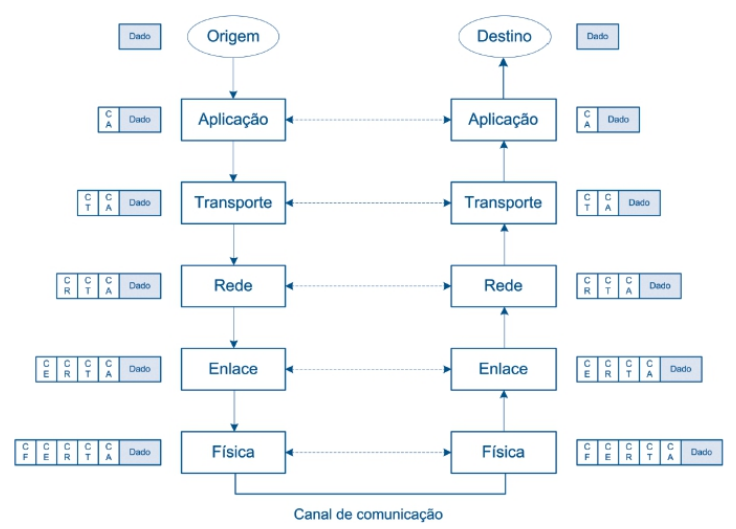 Dado Origem Destino Dado
C A Dado Aplicação Aplicação C A Dado
C T C A Dado Transporte Transporte C T C A Dado
C R C T C A Dado Rede Rede C R C T C A Dado
C E C R C T C A Dado Enlace Enlace C E C R C T C A Dado
C F C E C R C T C A Dado Física Física C F C E C R C T C A Dado
Canal de comunicação